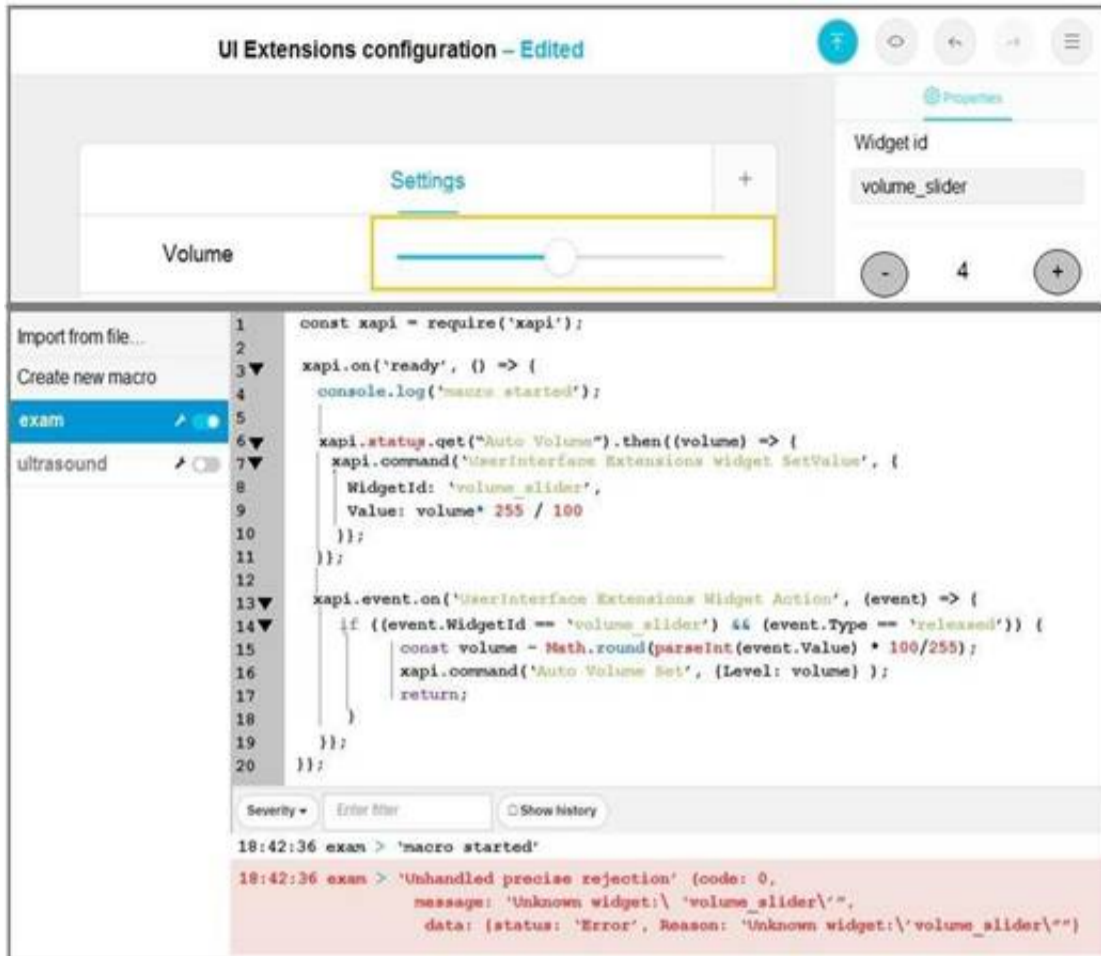 UI Extensions configuration – Edited
Properties
Settings
+
Widget id
volume_slider
Volume
-
4
+
Import from file...
Create new macro
exam
ultrasound
1 const xapi = require('xapi');
2
3 xapi.on('ready', () => {
4 console.log('macro started');
5
6 xapi.status.get("Auto Volume").then((volume) => {
7 xapi.command('UserInterface Extensions widget SetValue', {
8 WidgetId: 'volume_slider',
9 Value: volume* 255 / 100
10 }};
11 }};
12
13 xapi.event.on('UserInterface Extensions Widget Action', (event) => {
14 if ((event.WidgetId == 'volume_slider') && (event.Type == 'released')) {
15 const volume - Math.round(parseInt(event.Value) * 100/255);
16 xapi.command('Auto Volume Set', {Level: volume} );
17 return;
18 }
19 }};
20 }};
Severity
Enter filter
Show history
18:42:36 exam > 'macro started'
18:42:36 exam > 'Unhandled precise rejection' (code: 0,
message: 'Unknown widget:\ 'volume_slider\'",
data: {status: 'Error', Reason: 'Unknown widget:\'volume_slider\""}